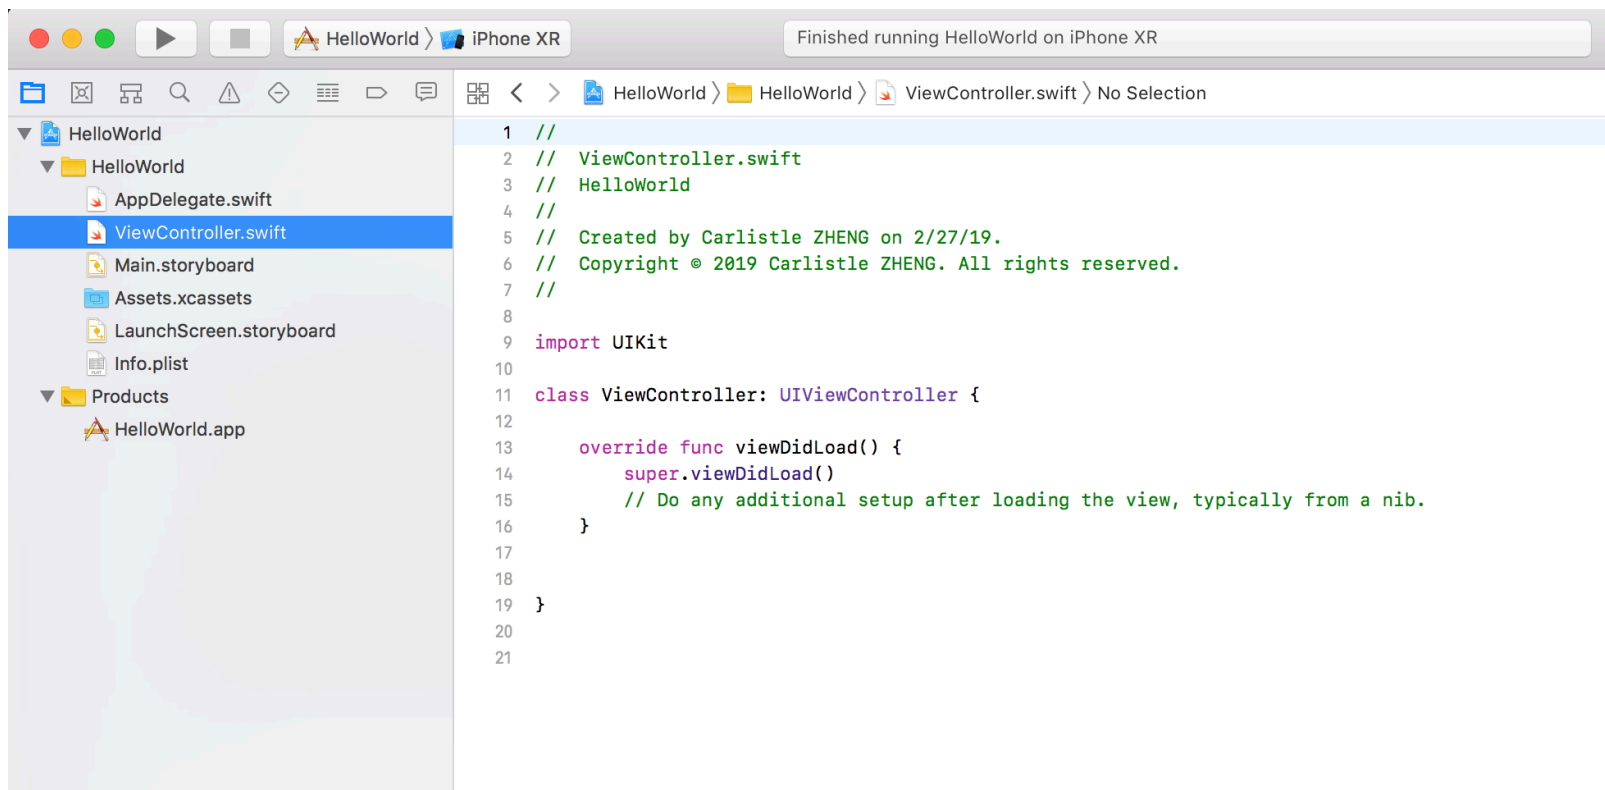 HelloWorld 〉 iPhone XR
Finished running HelloWorld on iPhone XR
HelloWorld 〉 HelloWorld 〉 ViewController.swift 〉 No Selection
HelloWorld
HelloWorld
AppDelegate.swift
ViewController.swift
Main.storyboard
Assets.xcassets
LaunchScreen.storyboard
Info.plist
Products
HelloWorld.app
1 //
2 //  ViewController.swift
3 //  HelloWorld
4 //
5 //  Created by Carlistle ZHENG on 2/27/19.
6 //  Copyright © 2019 Carlistle ZHENG. All rights reserved.
7 //
8
9 import UIKit
10
11 class ViewController: UIViewController {
12
13     override func viewDidLoad() {
14         super.viewDidLoad()
15         // Do any additional setup after loading the view, typically from a nib.
16     }
17
18
19 }
20
21